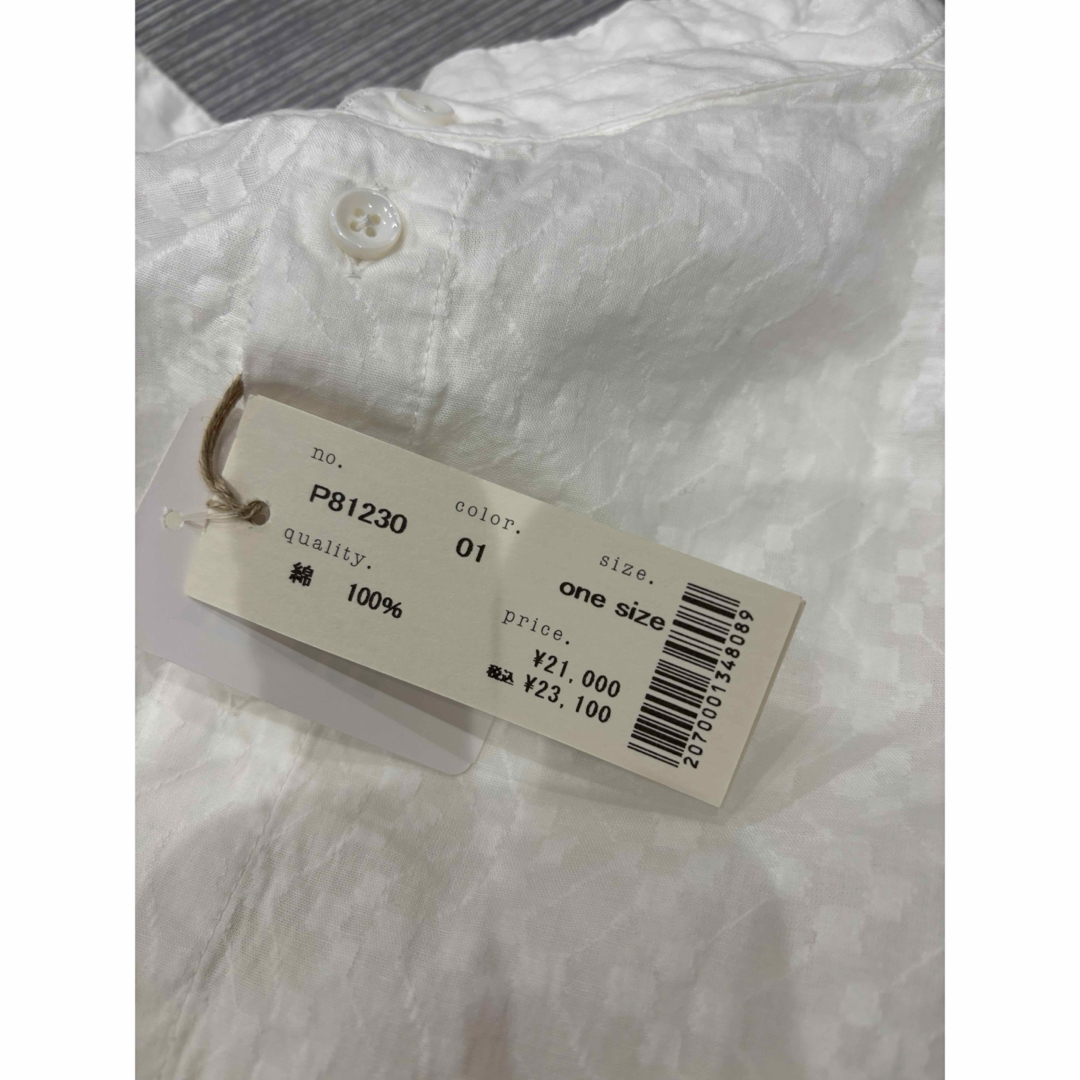 no.
P81230
color.
01
size.
one size
quality.
綿 100%
price.
¥21,000
税込 ¥23,100
2070001348089